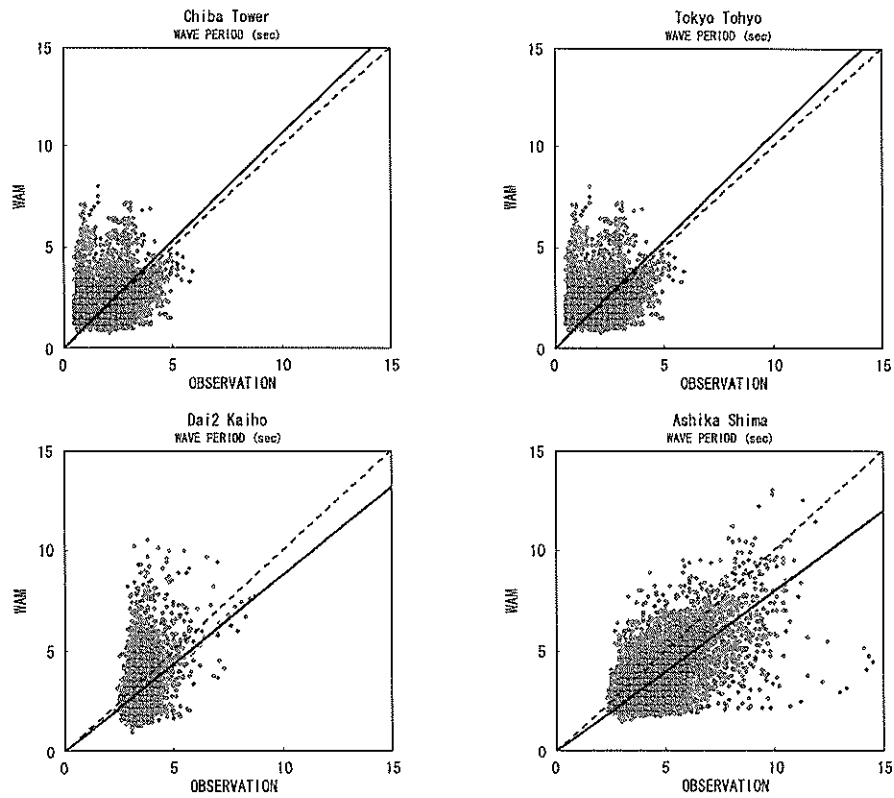 Chiba Tower
WAVE PERIOD (sec)
15
10
5
0
WAM
0 5 10 15
OBSERVATION
Tokyo Tohyo
WAVE PERIOD (sec)
15
10
5
0
WAM
0 5 10 15
OBSERVATION
Dai2 Kaiho
WAVE PERIOD (sec)
15
10
5
0
WAM
0 5 10 15
OBSERVATION
Ashika Shima
WAVE PERIOD (sec)
15
10
5
0
WAM
0 5 10 15
OBSERVATION